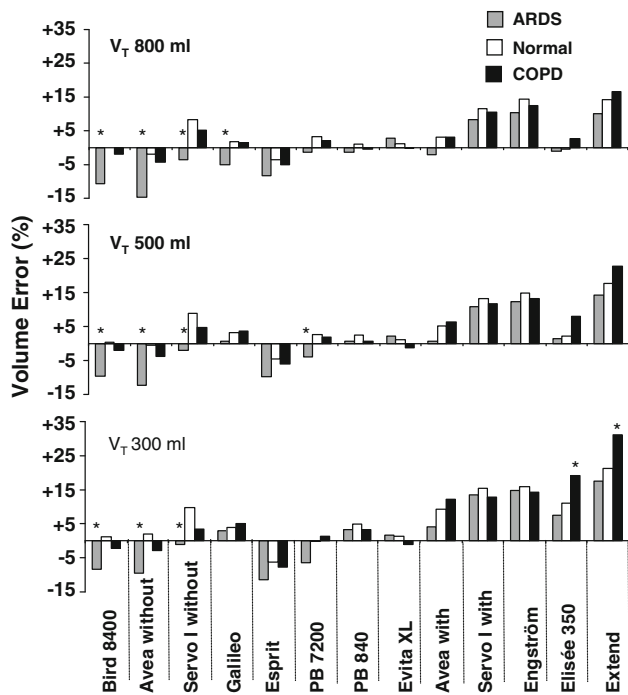 ARDS
Normal
COPD
Volume Error (%)
V_T 800 ml
+35
+25
+15
+5
-5
-15
* * * *
V_T 500 ml
+35
+25
+15
+5
-5
-15
* * * *
V_T 300 ml
+35
+25
+15
+5
-5
-15
* * * * *
Bird 8400
Avea without
Servo I without
Galileo
Esprit
PB 7200
PB 840
Evita XL
Avea with
Servo I with
Engström
Elisée 350
Extend